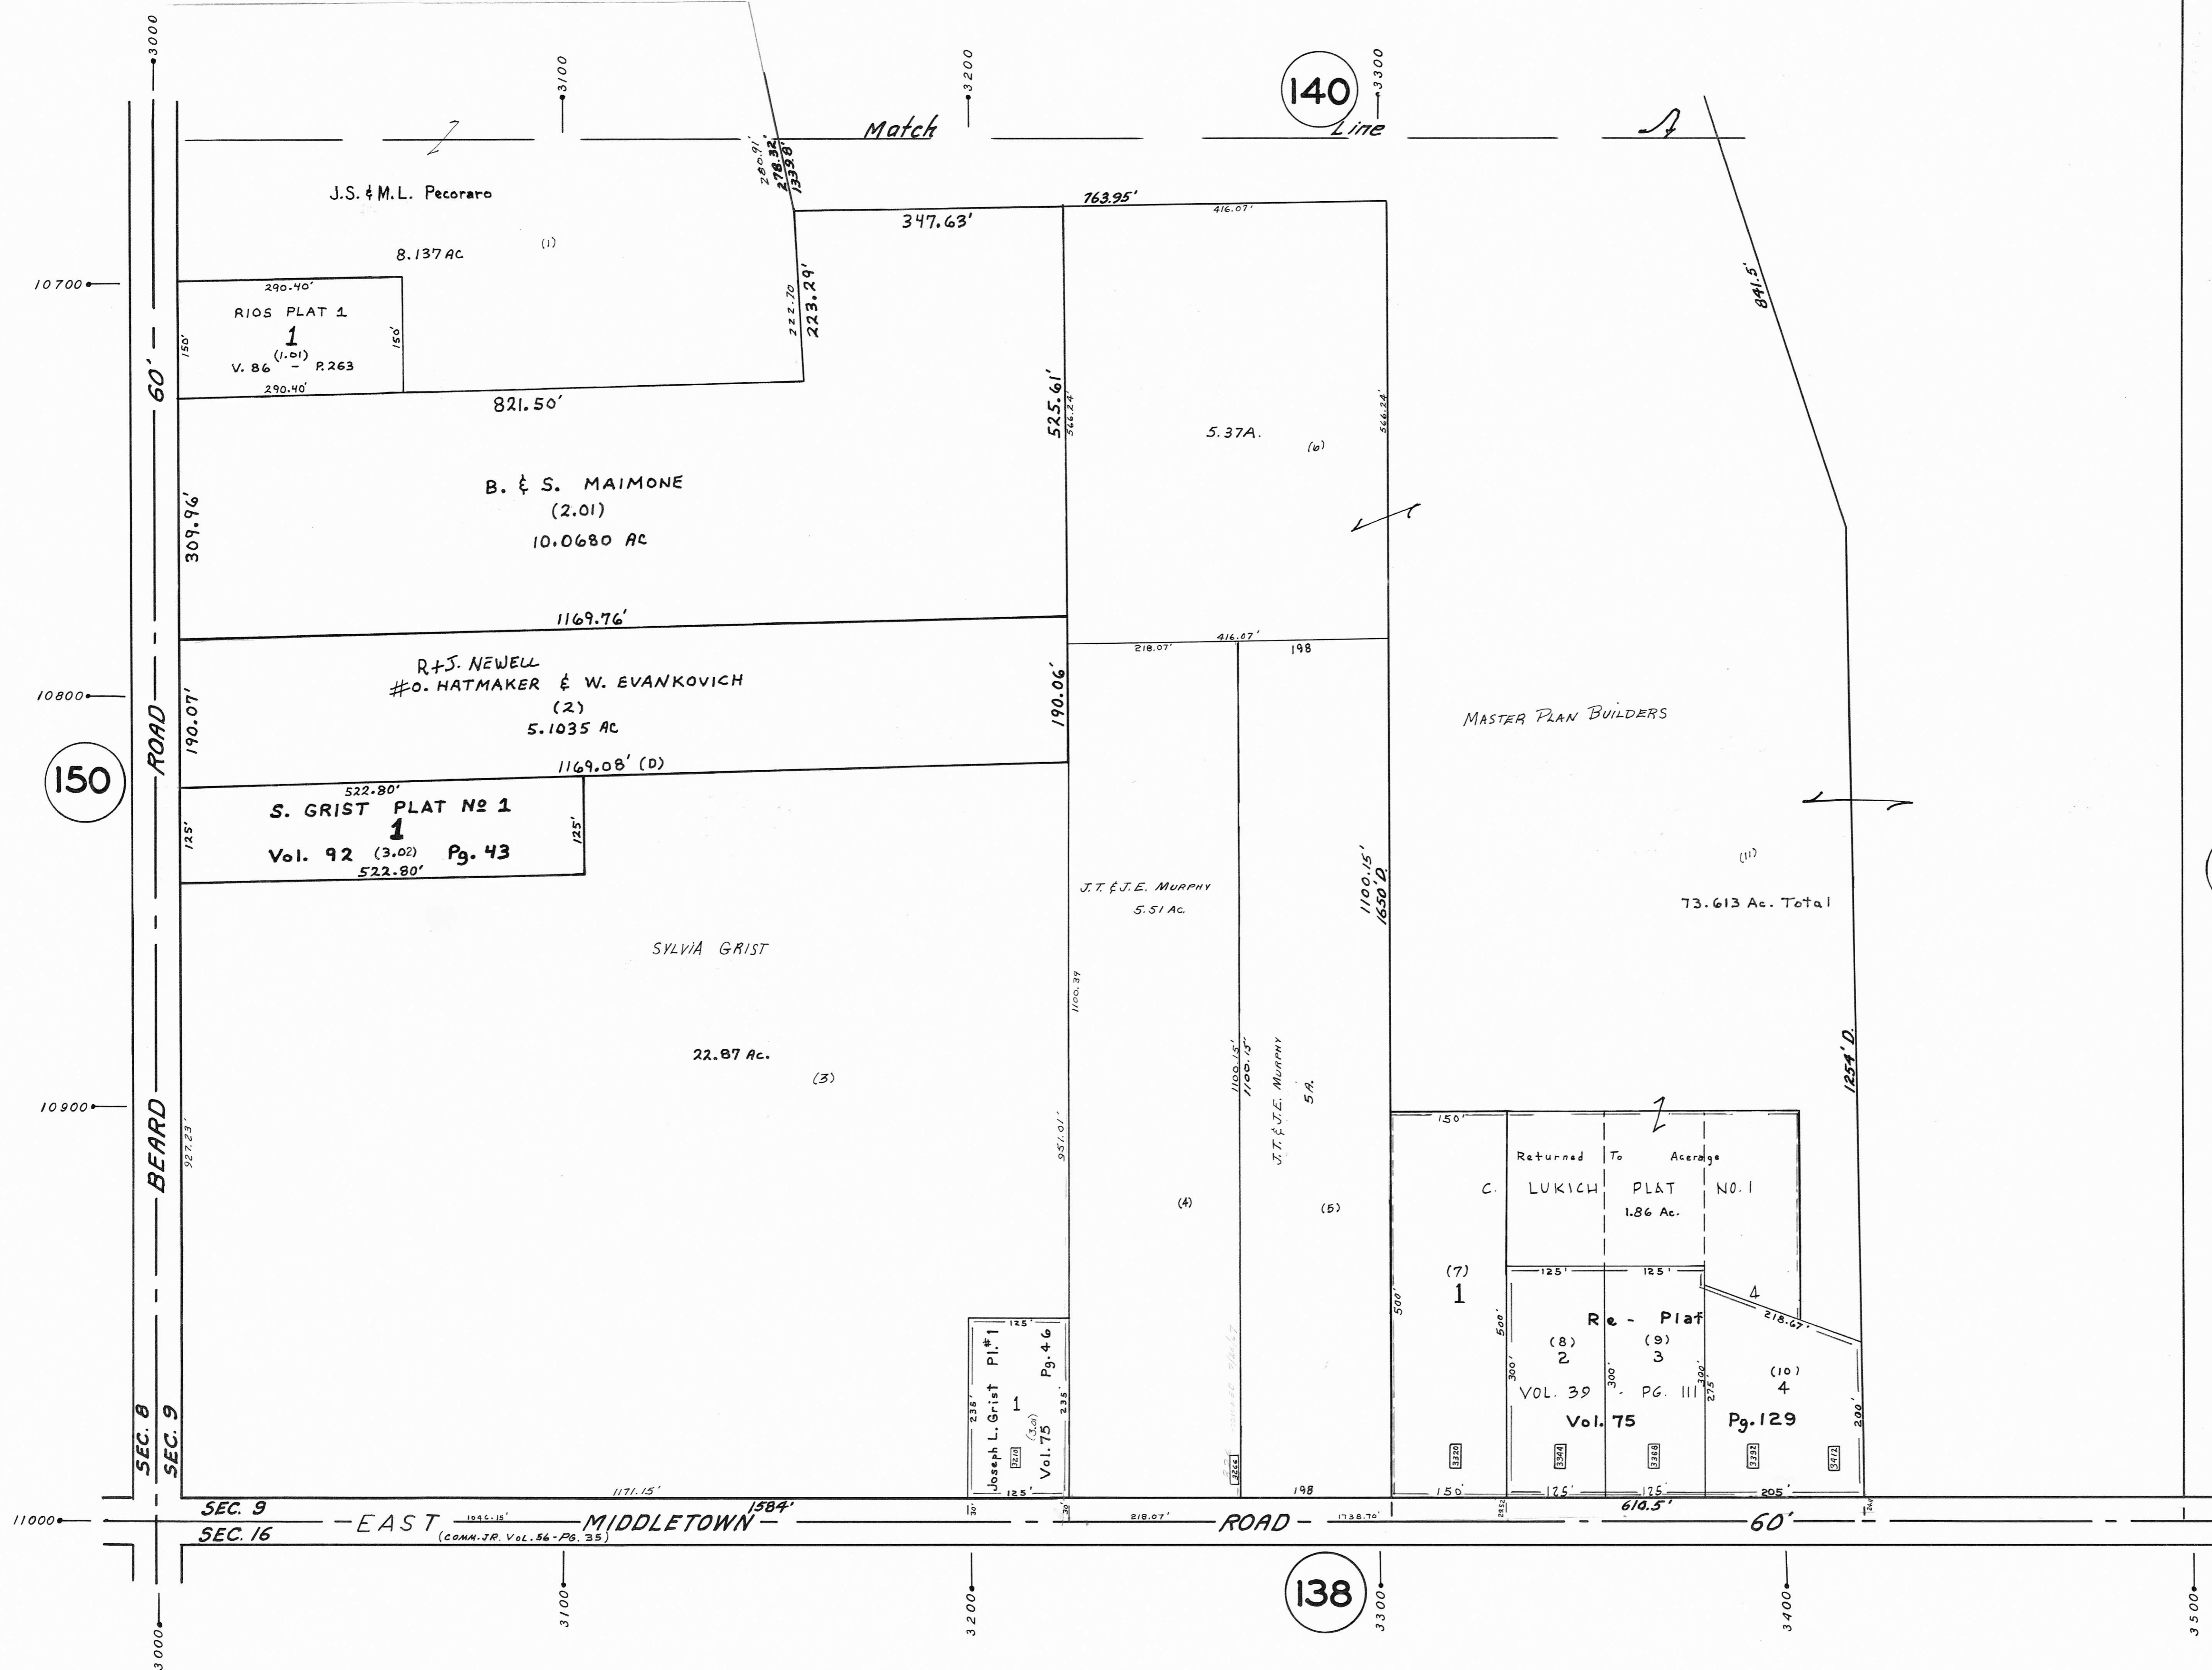 3000
3100
3200
140
3300
Match Line
280.91'
278.32'
1339.8'
J.S. & M.L. Pecoraro
8.137 AC
(1)
763.95'
347.63'
416.07'
10700
290.40'
RIOS PLAT 1
1
(1.01)
V. 86 - P.263
290.40'
150'
150'
222.70
223.29'
841.5'
60'
821.50'
525.61'
566.24'
566.24'
5.37A.
(6)
B. & S. MAIMONE
(2.01)
10.0680 AC
309.96'
1169.76'
416.07'
218.07'
198
R+J. NEWELL
#O. HATMAKER & W. EVANKOVICH
(2)
5.1035 AC
190.07'
190.06'
10800
ROAD
1169.08' (D)
150
522.80'
S. GRIST PLAT Nº 1
1
Vol. 92 (3.02) Pg. 43
522.80'
125'
125'
MASTER PLAN BUILDERS
(11)
73.613 Ac. Total
1100.15'
1650' D.
J.T. & J.E. MURPHY
5.51 AC.
SYLVIA GRIST
22.87 Ac.
(3)
1100.39
951.01'
1100.15'
1100.15'
J.T. & J.E. MURPHY
5 A.
(4)
(5)
1254' D.
10900
BEARD
927.23'
150'
Returned To Acerage
C. LUKICH PLAT NO. 1
1.86 Ac.
(7)
1
500'
500'
125'
125'
4
218.67'
Re - Plat
(8)
2
(9)
3
(10)
4
300'
300'
300'
275'
200'
VOL. 39 - PG. 111
Vol. 75 Pg. 129
3320
3344
3368
3392
3412
125'
Joseph L. Grist Pl.#1
1
(3.01)
3210
Vol. 75 Pg. 46
235'
235'
125'
3266
SEC. 8
SEC. 9
1171.15'
1584'
198
150'
125'
125
205'
610.5'
SEC. 9
30'
30'
11000
EAST MIDDLETOWN ROAD 60'
1046.15'
218.07'
1738.70'
SEC. 16
(COMM. JR. VOL. 56 - PG. 35)
138
3000
3100
3200
3300
3400
3500